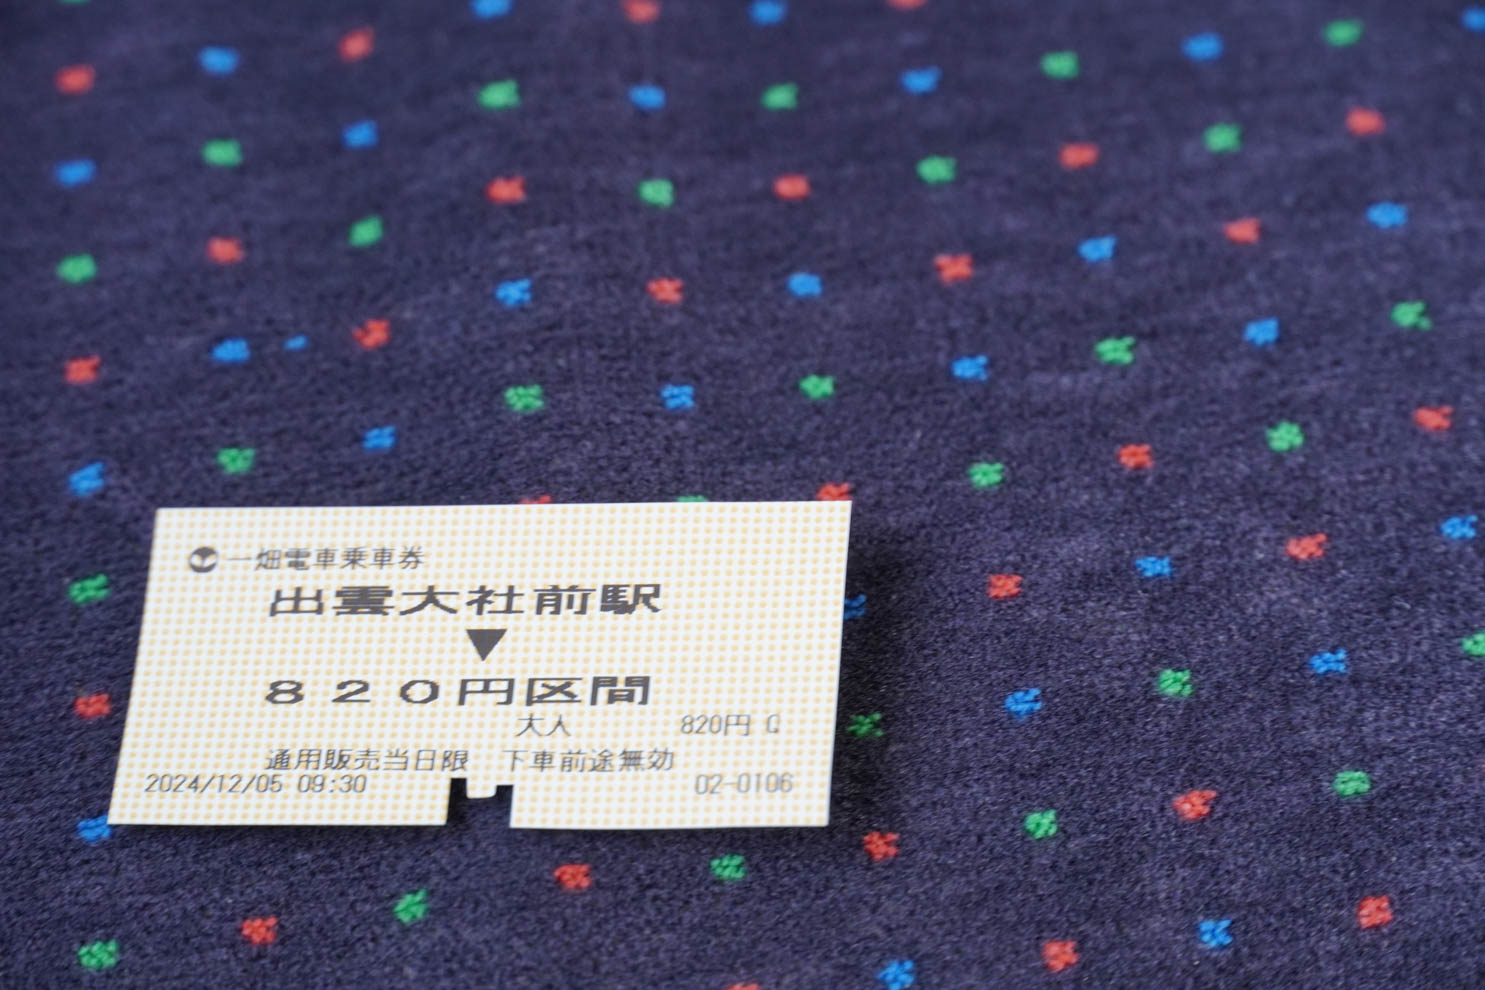 一畑電車乗車券
出雲大社前駅
▼
820円区間
大人 820円
通用販売当日限 下車前途無効
2024/12/05 09:30 02-0106